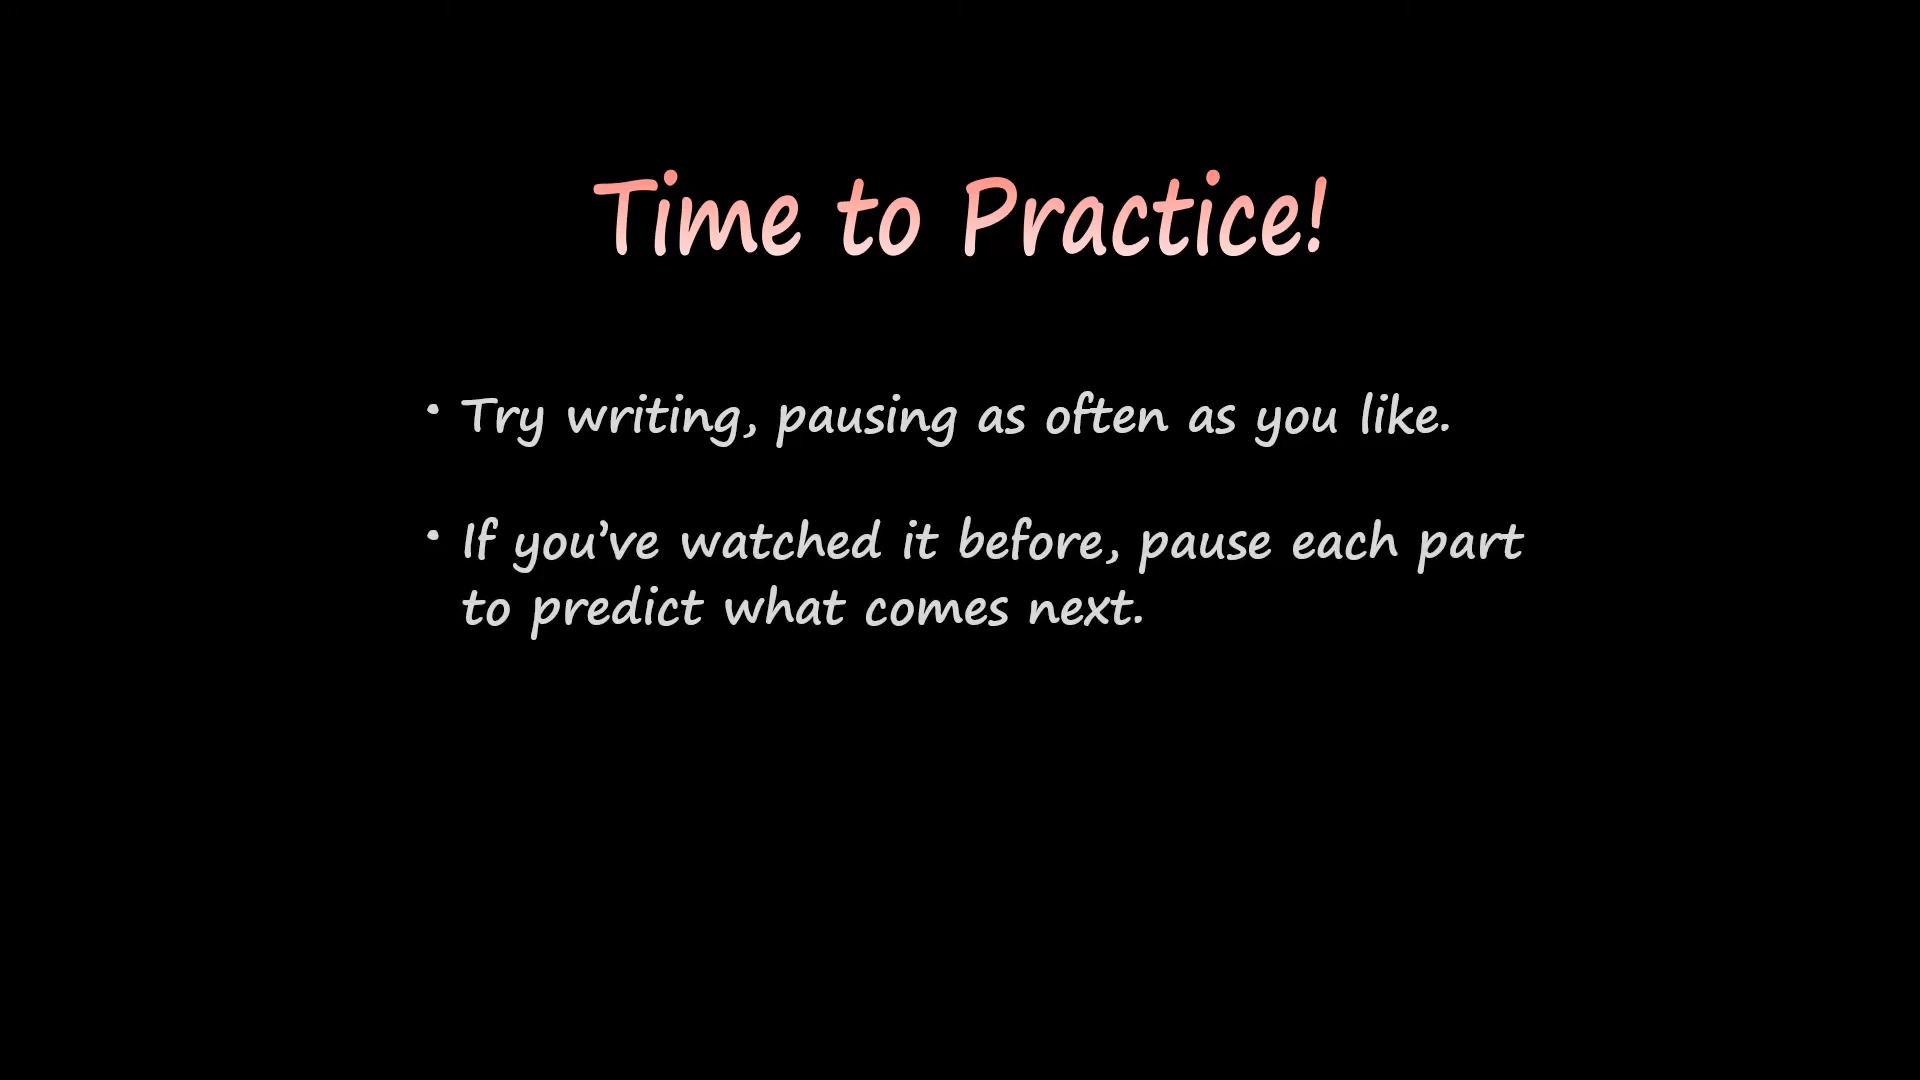 Time to Practice!
• Try writing, pausing as often as you like.
• If you’ve watched it before, pause each part
to predict what comes next.